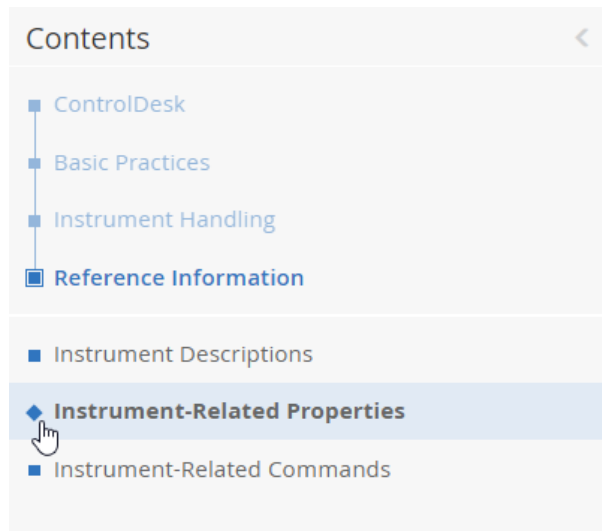 Contents
ControlDesk
Basic Practices
Instrument Handling
Reference Information
Instrument Descriptions
Instrument-Related Properties
Instrument-Related Commands